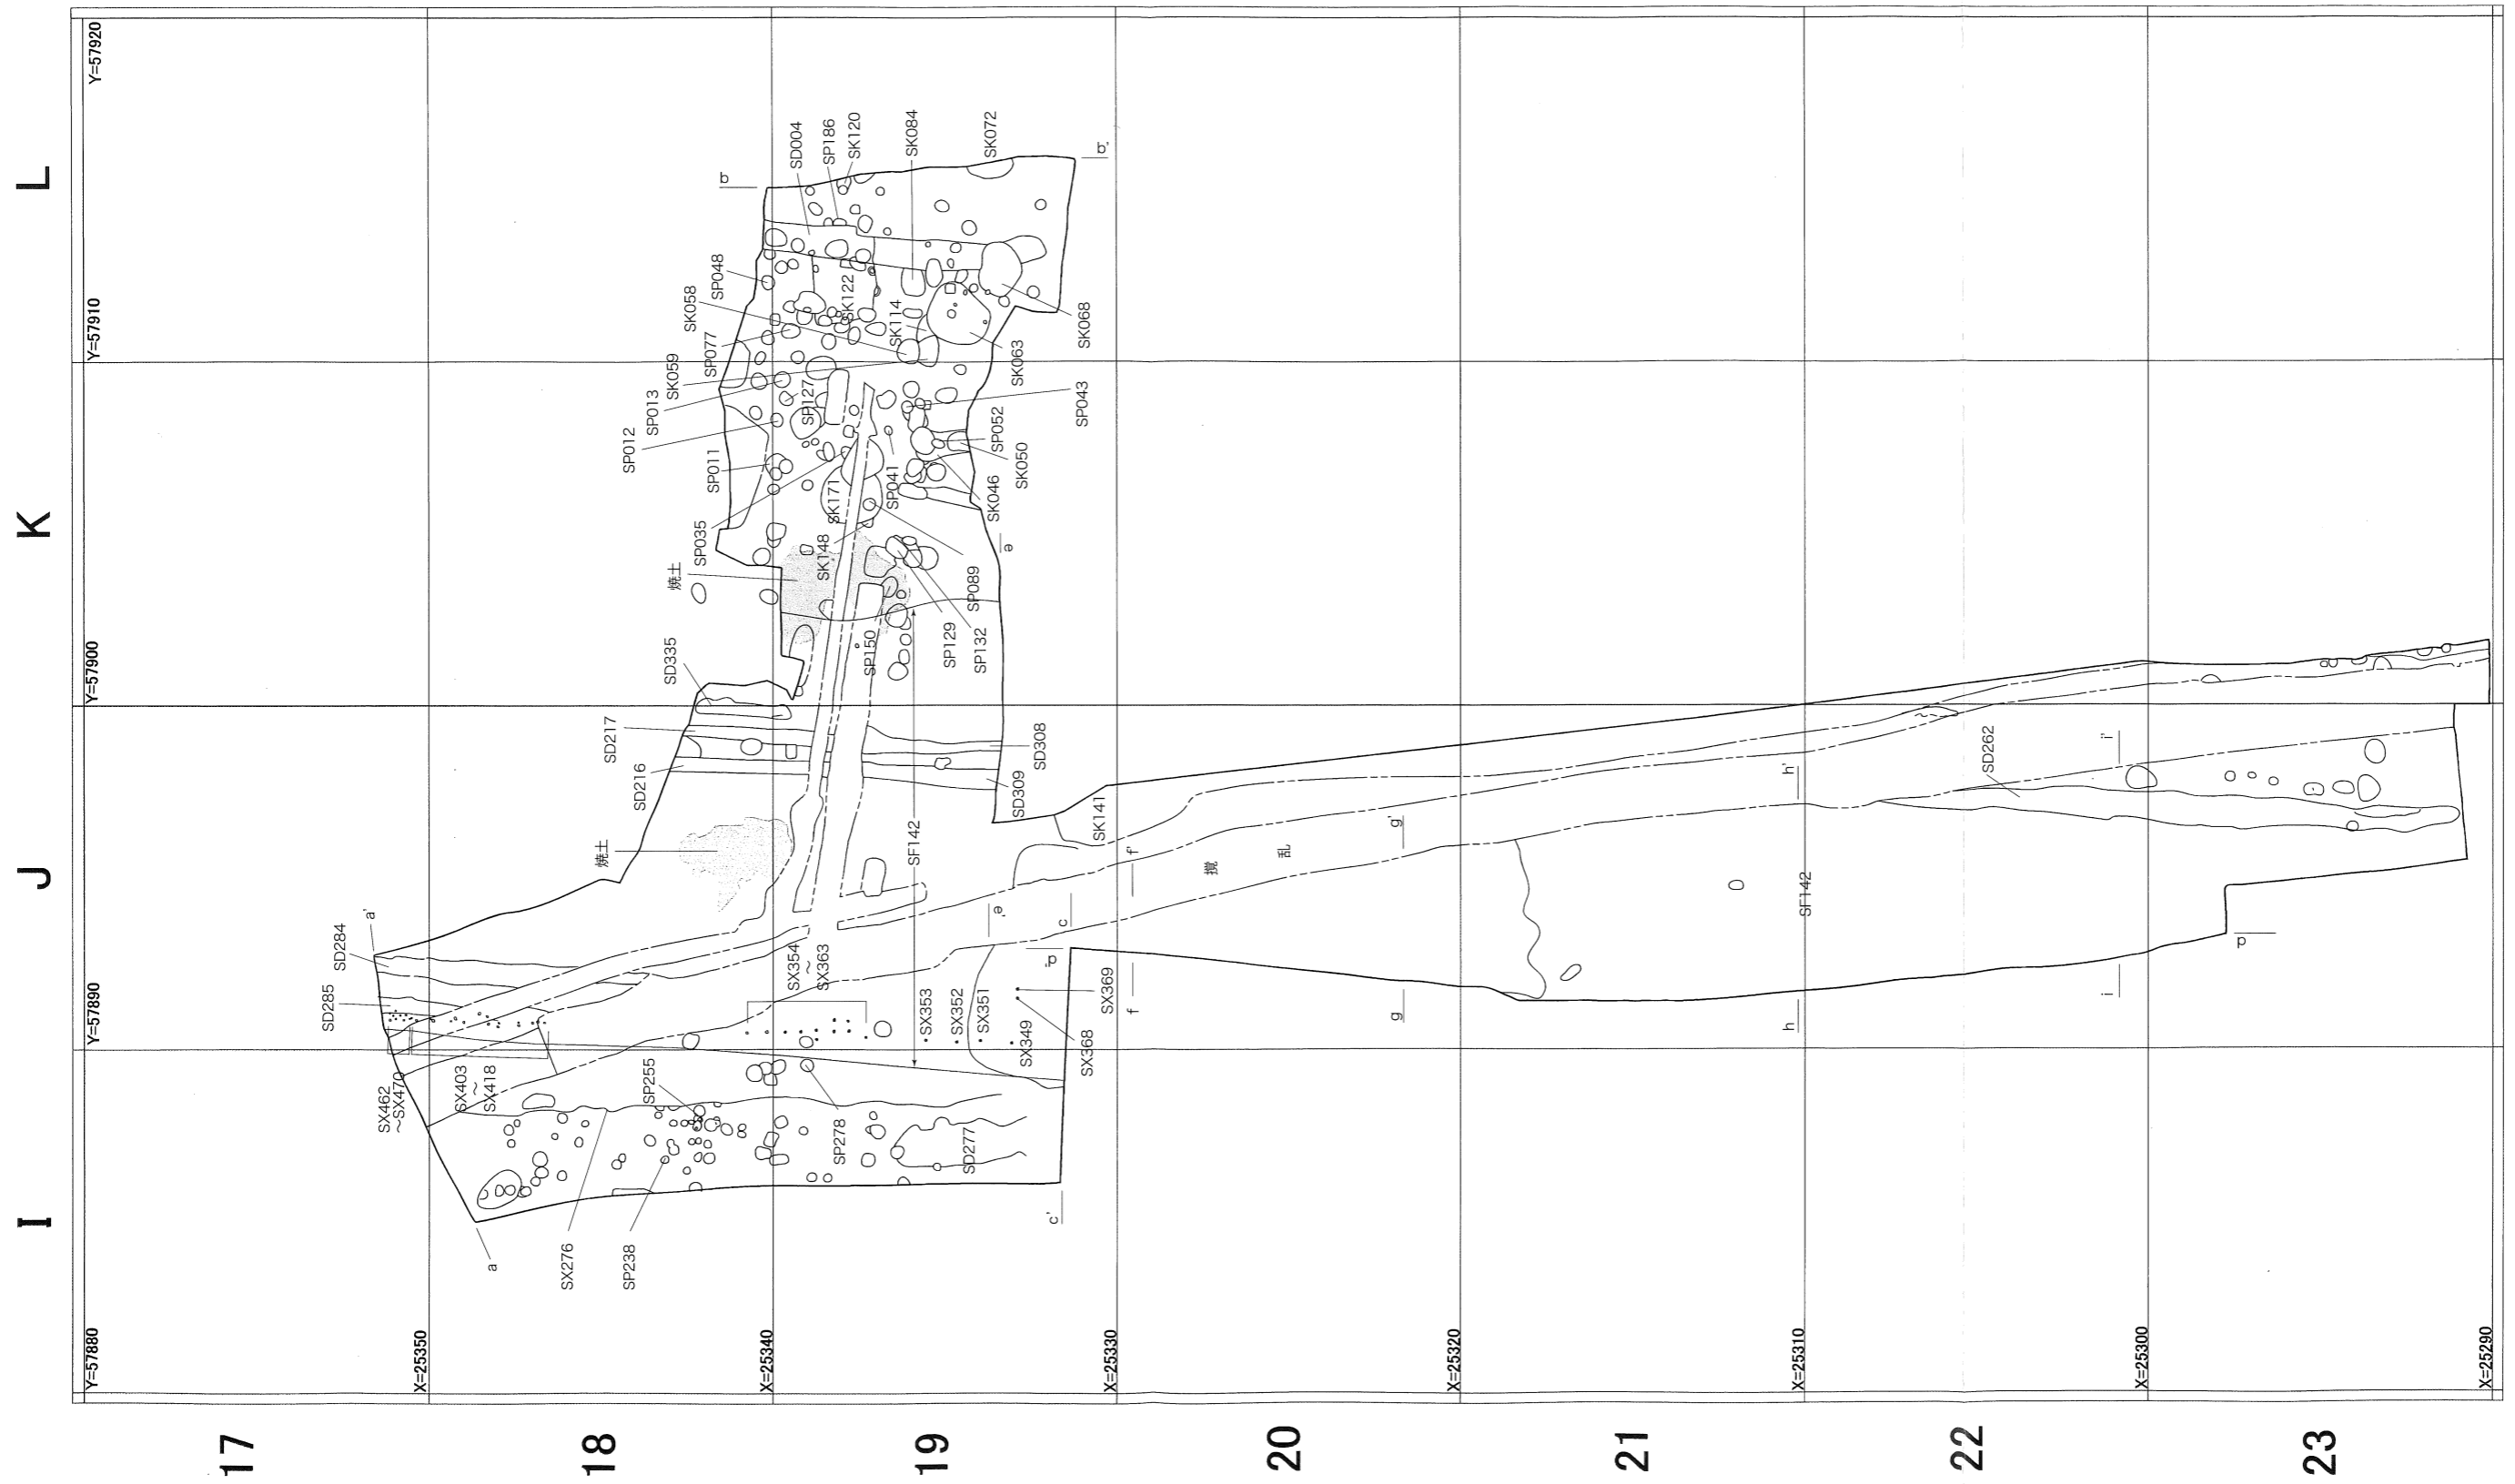 L
K
J
I
17
18
19
20
21
22
23
Y=57920
Y=57910
Y=57900
Y=57890
Y=57880
X=25350
X=25340
X=25330
X=25320
X=25310
X=25300
X=25290
SD004
SP186
SK120
SK084
SK072
b
b'
SP048
SK058
SP077
SK059
SP013
SP012
SP011
SP035
焼土
SK122
SK114
SK068
SK063
SP127
SP043
SP052
SK050
SK046
SP041
SK171
SK148
SP089
SP132
SP129
SP150
e
SD335
SD217
SD216
SD308
SD309
焼土
SK141
SF142
a'
SD284
SD285
SX354
~
SX363
e'
c
f'
g'
h'
i'
攪
乱
SD262
SF142
d'
SX353
SX352
SX351
SX369
SX349
SX368
f
g
h
i
d
SX462
~SX470
SX403
~
SX418
SP255
SP278
SD277
c'
a
SX276
SP238